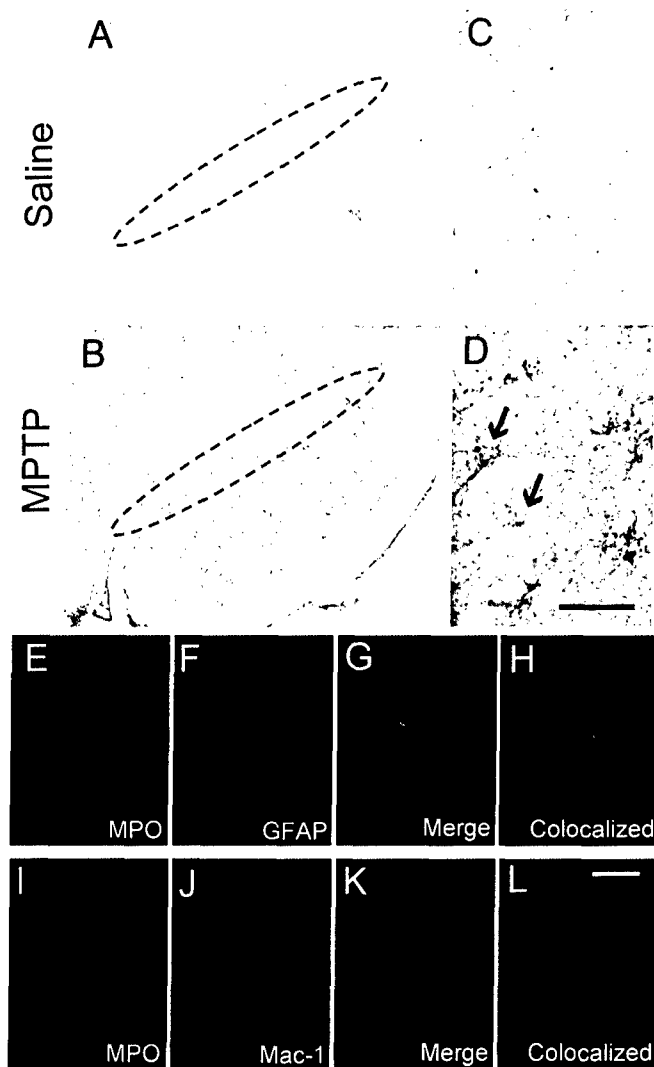 A
C
Saline
B
D
MPTP
E
F
G
H
MPO
GFAP
Merge
Colocalized
I
J
K
L
MPO
Mac-1
Merge
Colocalized